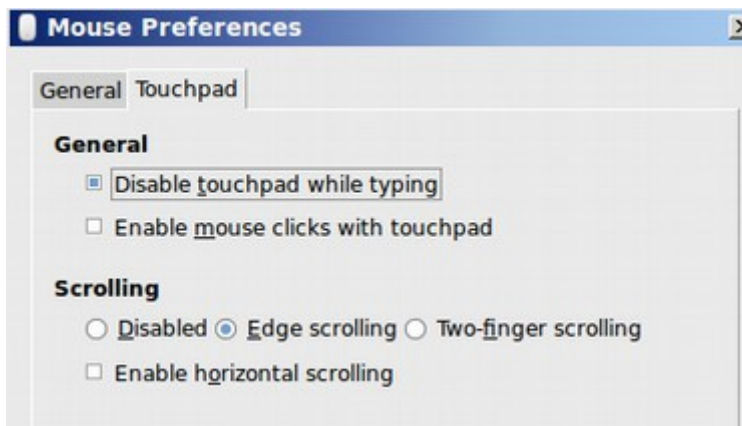 Mouse Preferences
General Touchpad
General
Disable touchpad while typing
Enable mouse clicks with touchpad
Scrolling
Disabled Edge scrolling Two-finger scrolling
Enable horizontal scrolling